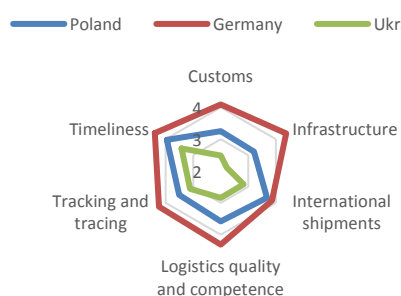 Poland Germany Ukr
Customs
4
Timeliness Infrastructure
3
2
Tracking and
tracing
International
shipments
Logistics quality
and competence